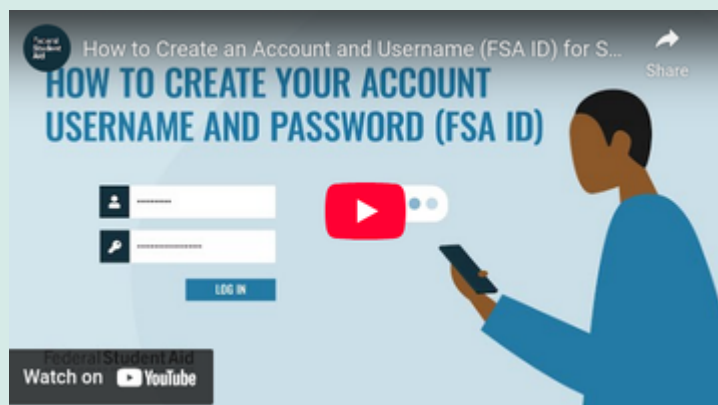 Federal
Student
Aid
How to Create an Account and Username (FSA ID) for S...
Share
HOW TO CREATE YOUR ACCOUNT
USERNAME AND PASSWORD (FSA ID)
LOG IN
Federal Student Aid
Watch on YouTube